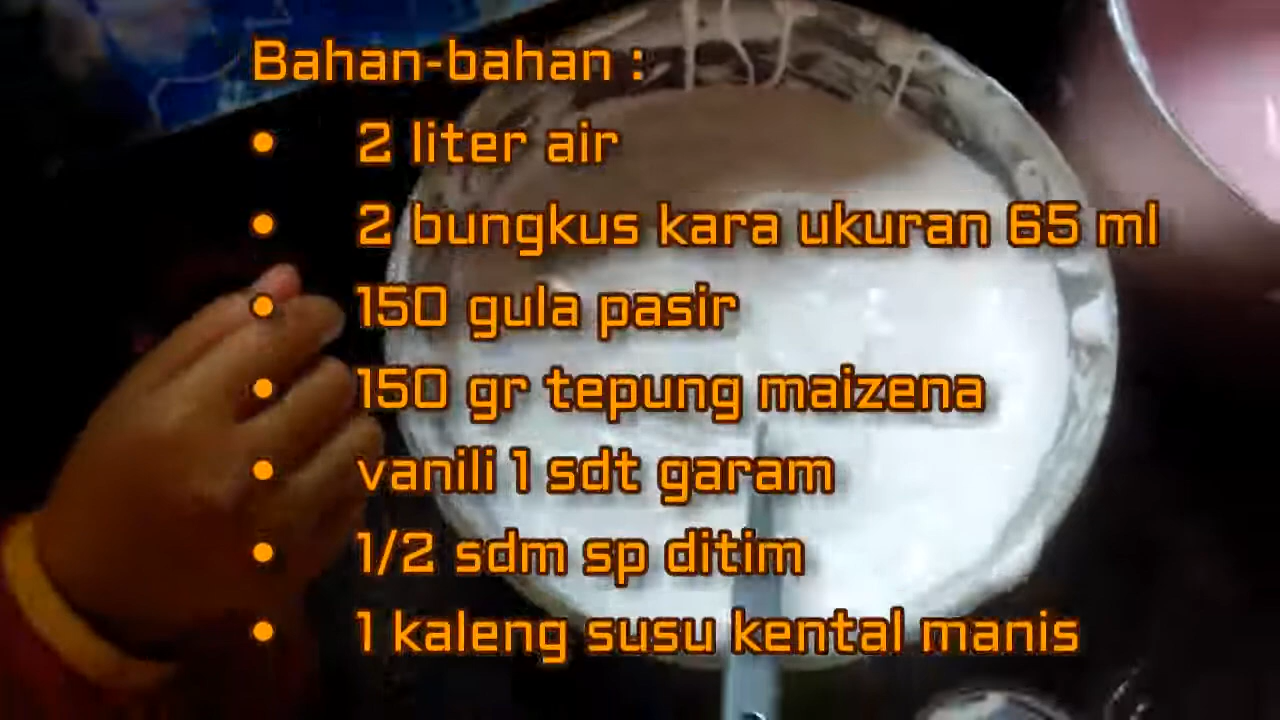 Bahan-bahan :
• 2 liter air
• 2 bungkus kara ukuran 65 ml
• 150 gula pasir
• 150 gr tepung maizena
• vanili 1 sdt garam
• 1/2 sdm sp ditim
• 1 kaleng susu kental manis